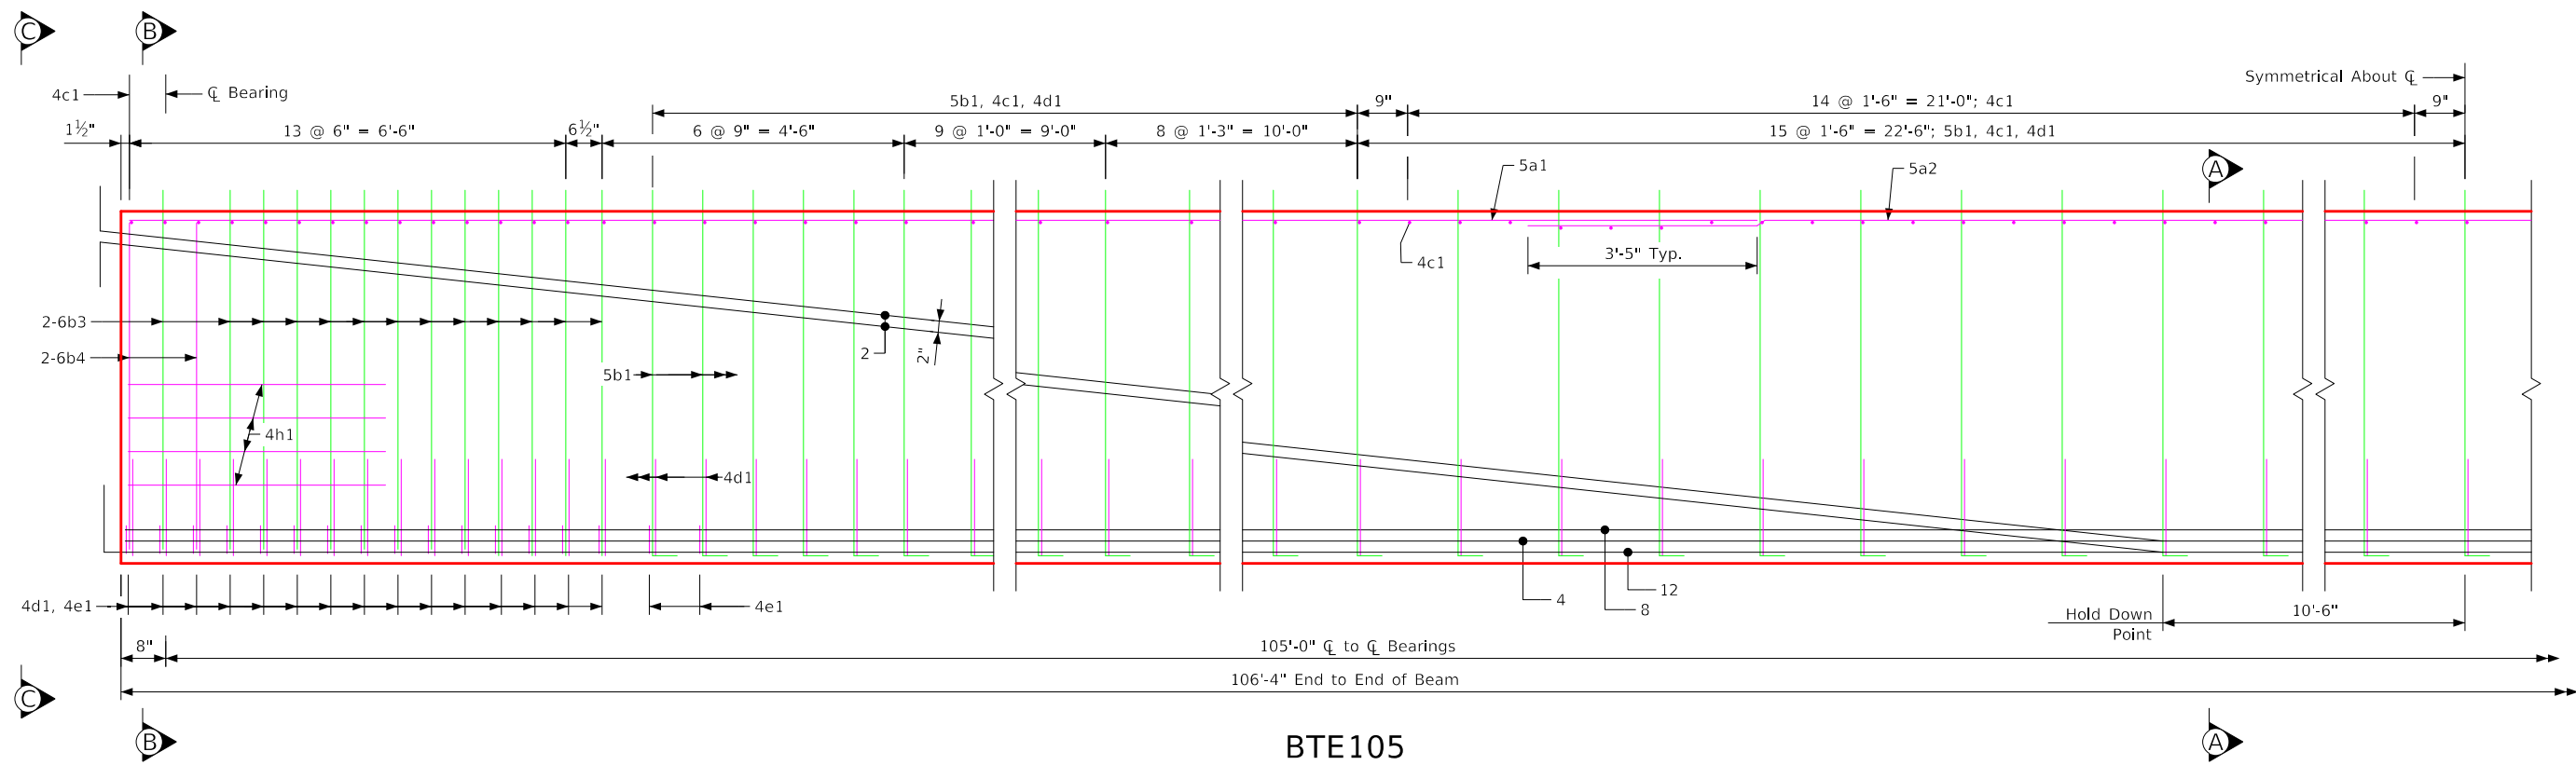 C
B
Symmetrical About ℄
4c1
℄ Bearing
5b1, 4c1, 4d1
9"
14 @ 1'-6" = 21'-0"; 4c1
9"
1½"
13 @ 6" = 6'-6"
6½"
6 @ 9" = 4'-6"
9 @ 1'-0" = 9'-0"
8 @ 1'-3" = 10'-0"
15 @ 1'-6" = 22'-6"; 5b1, 4c1, 4d1
5a1
5a2
A
3'-5" Typ.
4c1
2-6b3
2
2"
2-6b4
5b1
4h1
4d1
12
4
8
4d1, 4e1
4e1
Hold Down
Point
10'-6"
8"
105'-0" ℄ to ℄ Bearings
106'-4" End to End of Beam
C
B
BTE105
A